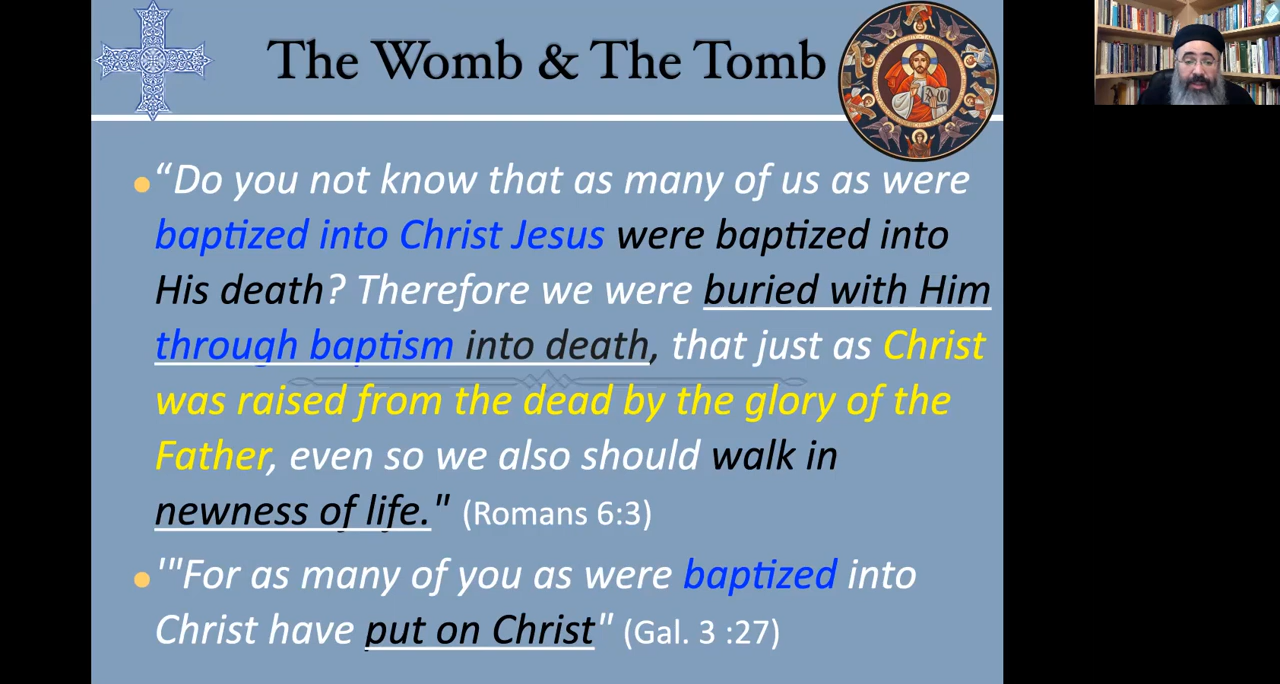 The Womb & The Tomb
“Do you not know that as many of us as were
baptized into Christ Jesus were baptized into
His death? Therefore we were buried with Him
through baptism into death, that just as Christ
was raised from the dead by the glory of the
Father, even so we also should walk in
newness of life." (Romans 6:3)
'"For as many of you as were baptized into
Christ have put on Christ" (Gal. 3 :27)